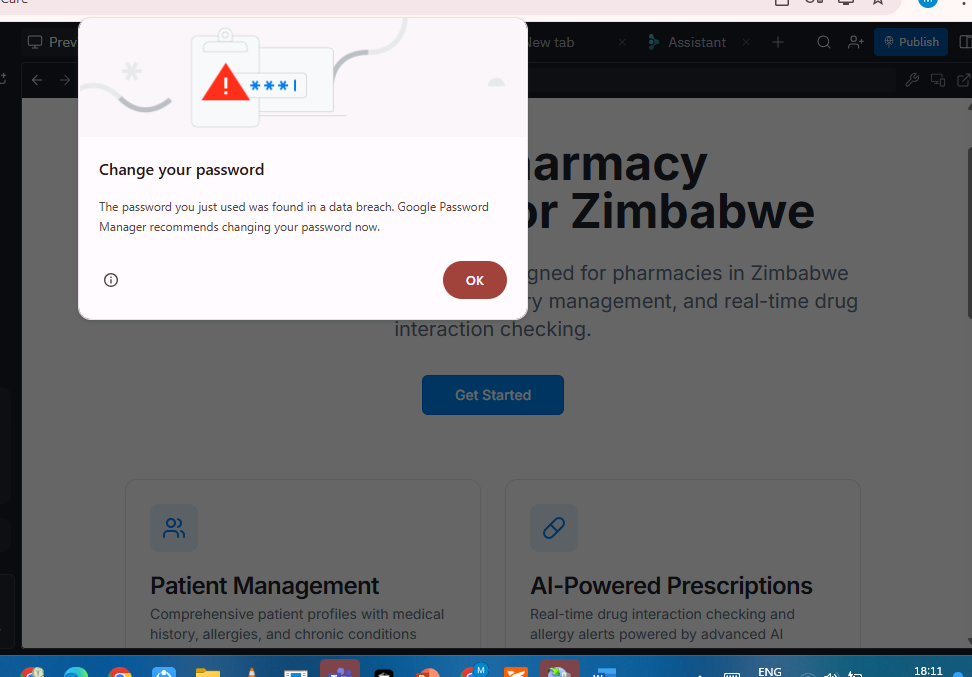 Care
Prev
New tab
Assistant
Publish
***
Change your password
The password you just used was found in a data breach. Google Password
Manager recommends changing your password now.
OK
armacy
or Zimbabwe
gned for pharmacies in Zimbabwe
ry management, and real-time drug
interaction checking.
Get Started
Patient Management
Comprehensive patient profiles with medical
history, allergies, and chronic conditions
AI-Powered Prescriptions
Real-time drug interaction checking and
allergy alerts powered by advanced AI
M
ENG
18:11